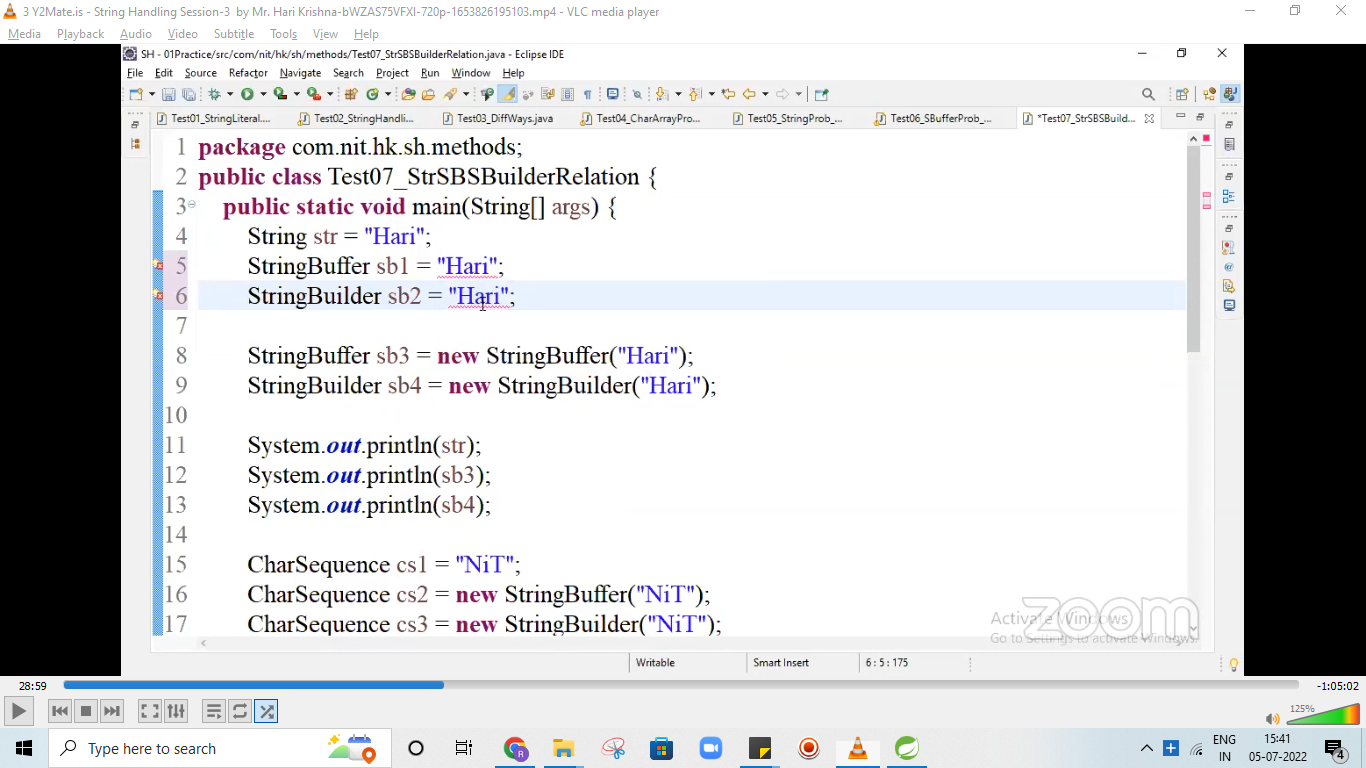 3 Y2Mate.is - String Handling Session-3 by Mr. Hari Krishna-bWZAS75VFXI-720p-1653826195103.mp4 - VLC media player
Media Playback Audio Video Subtitle Tools View Help
SH - 01Practice/src/com/nit/hk/sh/methods/Test07_StrSBSBuilderRelation.java - Eclipse IDE
File Edit Source Refactor Navigate Search Project Run Window Help
Test01_StringLiteral.... Test02_StringHandli... Test03_DiffWays.java Test04_CharArrayPro... Test05_StringProb_... Test06_SBufferProb_... *Test07_StrSBSBuild...
1 package com.nit.hk.sh.methods;
2 public class Test07_StrSBSBuilderRelation {
3 public static void main(String[] args) {
4 String str = "Hari";
5 StringBuffer sb1 = "Hari";
6 StringBuilder sb2 = "Hari";
7
8 StringBuffer sb3 = new StringBuffer("Hari");
9 StringBuilder sb4 = new StringBuilder("Hari");
10
11 System.out.println(str);
12 System.out.println(sb3);
13 System.out.println(sb4);
14
15 CharSequence cs1 = "NiT";
16 CharSequence cs2 = new StringBuffer("NiT");
17 CharSequence cs3 = new StringBuilder("NiT");
zoom
Activate Windows
Go to Settings to activate Windows.
Writable Smart Insert 6 : 5 : 175
28:59 -1:05:02
125%
Type here to search
ENG
IN
15:41
05-07-2022
4